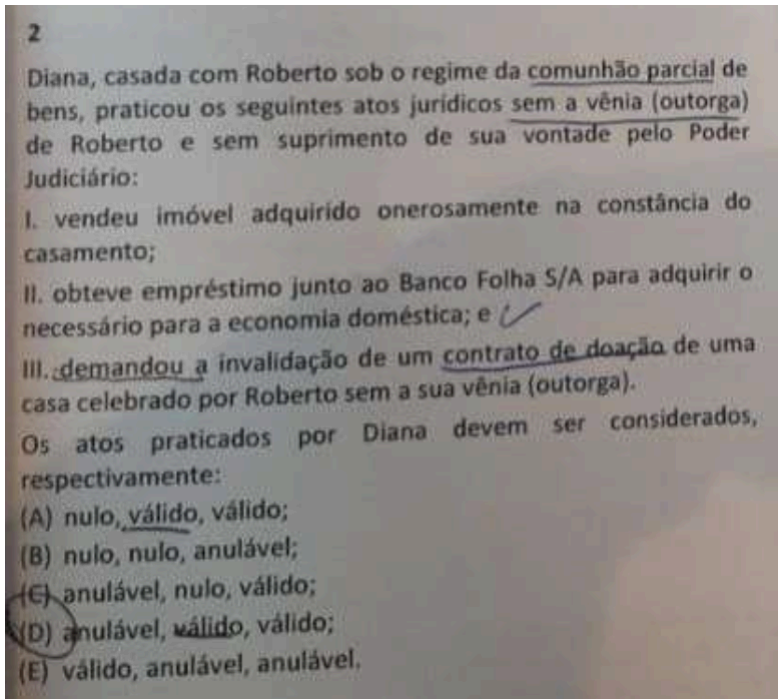 2
Diana, casada com Roberto sob o regime da comunhão parcial de
bens, praticou os seguintes atos jurídicos sem a vênia (outorga)
de Roberto e sem suprimento de sua vontade pelo Poder
Judiciário:
I. vendeu imóvel adquirido onerosamente na constância do
casamento;
II. obteve empréstimo junto ao Banco Folha S/A para adquirir o
necessário para a economia doméstica; e
III. demandou a invalidação de um contrato de doação de uma
casa celebrado por Roberto sem a sua vênia (outorga).
Os atos praticados por Diana devem ser considerados,
respectivamente:
(A) nulo, válido, válido;
(B) nulo, nulo, anulável;
(C) anulável, nulo, válido;
(D) anulável, válido, válido;
(E) válido, anulável, anulável.